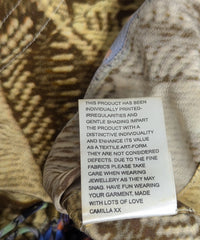 THIS PRODUCT HAS BEEN
INDIVIDUALLY PRINTED-
IRREGULARITIES AND
GENTLE SHADING IMPART
THE PRODUCT WITH A
DISTINCTIVE INDIVIDUALITY
AND ENHANCE ITS VALUE
AS A TEXTILE ART-FORM.
THEY ARE NOT CONSIDERED
DEFECTS. DUE TO THE FINE
FABRICS PLEASE TAKE
CARE WHEN WEARING
JEWELLERY AS THEY MAY
SNAG. HAVE FUN WEARING
YOUR GARMENT, MADE
WITH LOTS OF LOVE
CAMILLA XX